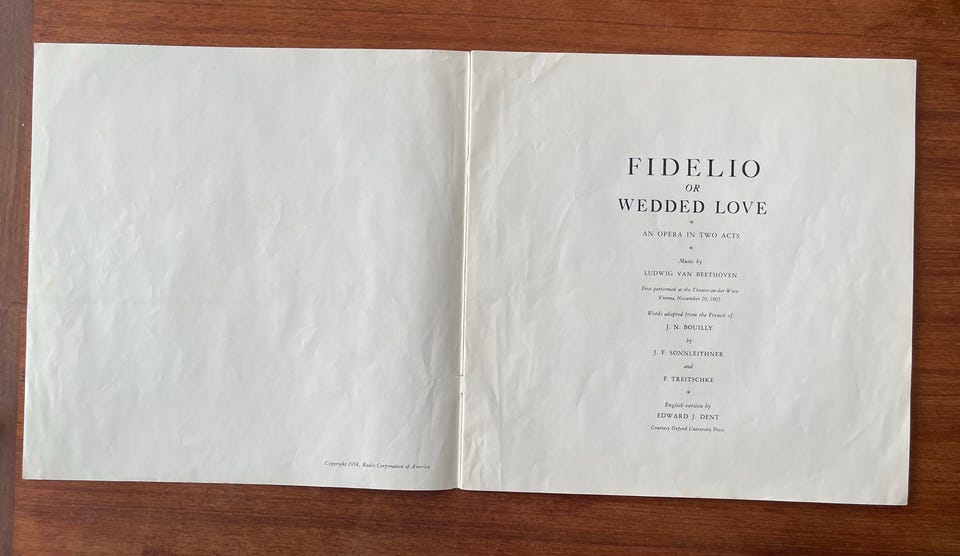 Copyright 1954, Radio Corporation of America
FIDELIO
OR
WEDDED LOVE
*
AN OPERA IN TWO ACTS
*
Music by
LUDWIG VAN BEETHOVEN
First performed at the Theater-an-der-Wien
Vienna, November 20, 1805
Words adapted from the French of
J. N. BOUILLY
by
J. F. SONNLEITHNER
and
F. TREITSCHKE
*
English version by
EDWARD J. DENT
Courtesy Oxford University Press